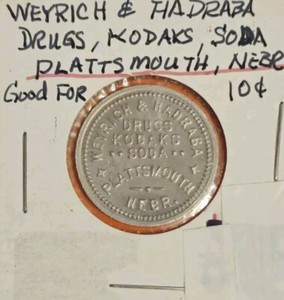 WEYRICH & HADRABA
DRUGS, KODAKS, SODA
PLATTSMOUTH, NEBR
Good For 10¢
WEYRICH & HADRABA
DRUGS
KODAKS
SODA
PLATTSMOUTH
NEBR.